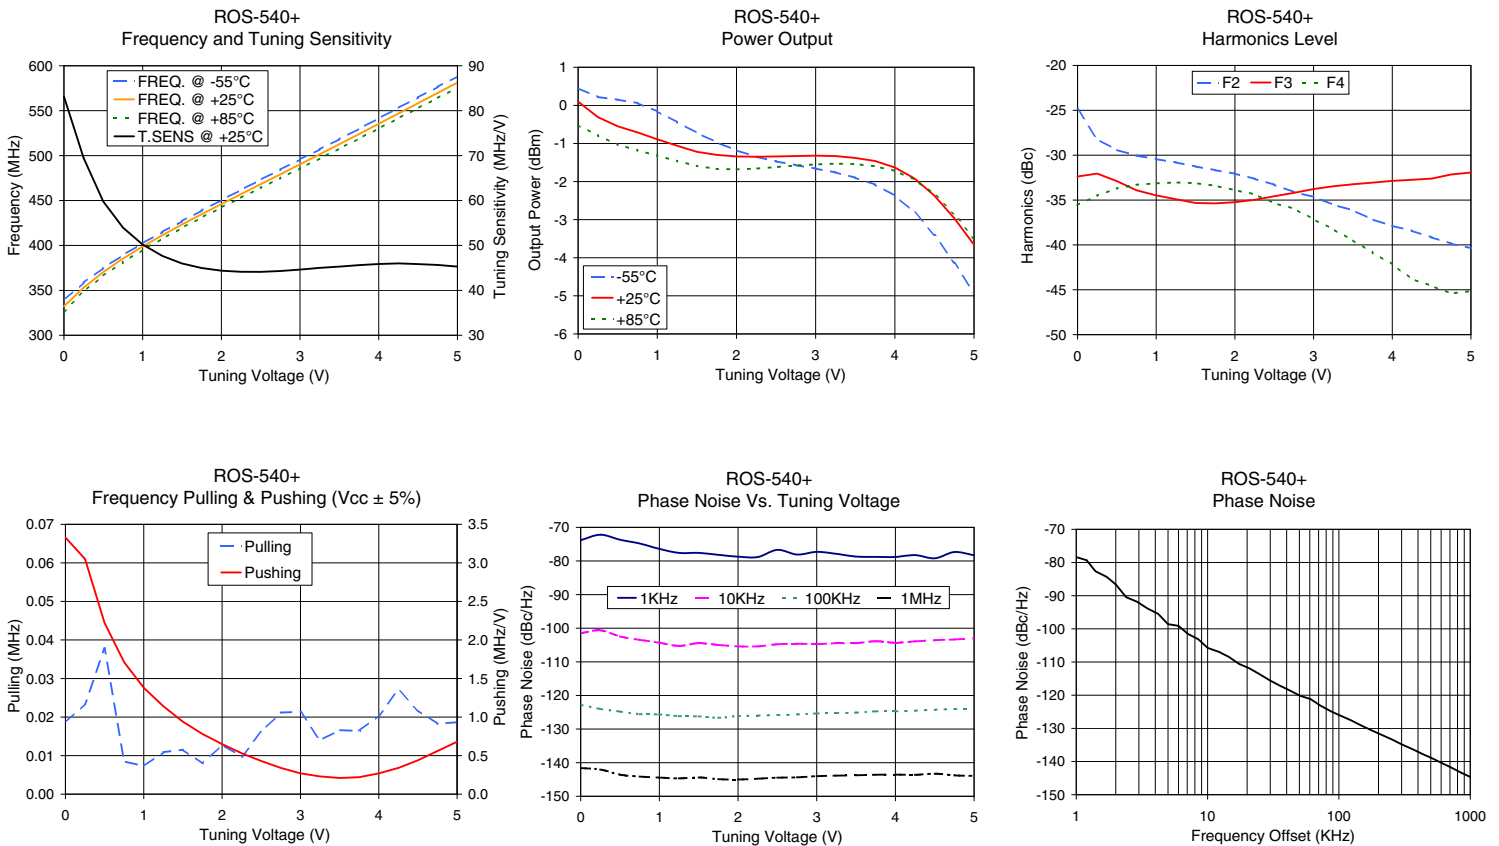 ROS-540+
Frequency and Tuning Sensitivity
600
550
500
450
400
350
300
90
80
70
60
50
40
30
FREQ. @ -55°C
FREQ. @ +25°C
FREQ. @ +85°C
T.SENS @ +25°C
Frequency (MHz)
Tuning Sensitivity (MHz/V)
0 1 2 3 4 5
Tuning Voltage (V)
ROS-540+
Power Output
1
0
-1
-2
-3
-4
-5
-6
Output Power (dBm)
-55°C
+25°C
+85°C
0 1 2 3 4 5
Tuning Voltage (V)
ROS-540+
Harmonics Level
-20
-25
-30
-35
-40
-45
-50
F2 F3 F4
Harmonics (dBc)
0 1 2 3 4 5
Tuning Voltage (V)
ROS-540+
Frequency Pulling & Pushing (Vcc ± 5%)
0.07
0.06
0.05
0.04
0.03
0.02
0.01
0.00
3.5
3.0
2.5
2.0
1.5
1.0
0.5
0.0
Pulling
Pushing
Pulling (MHz)
Pushing (MHz/V)
0 1 2 3 4 5
Tuning Voltage (V)
ROS-540+
Phase Noise Vs. Tuning Voltage
-70
-80
-90
-100
-110
-120
-130
-140
-150
1KHz 10KHz 100KHz 1MHz
Phase Noise (dBc/Hz)
0 1 2 3 4 5
Tuning Voltage (V)
ROS-540+
Phase Noise
-70
-80
-90
-100
-110
-120
-130
-140
-150
Phase Noise (dBc/Hz)
1 10 100 1000
Frequency Offset (KHz)